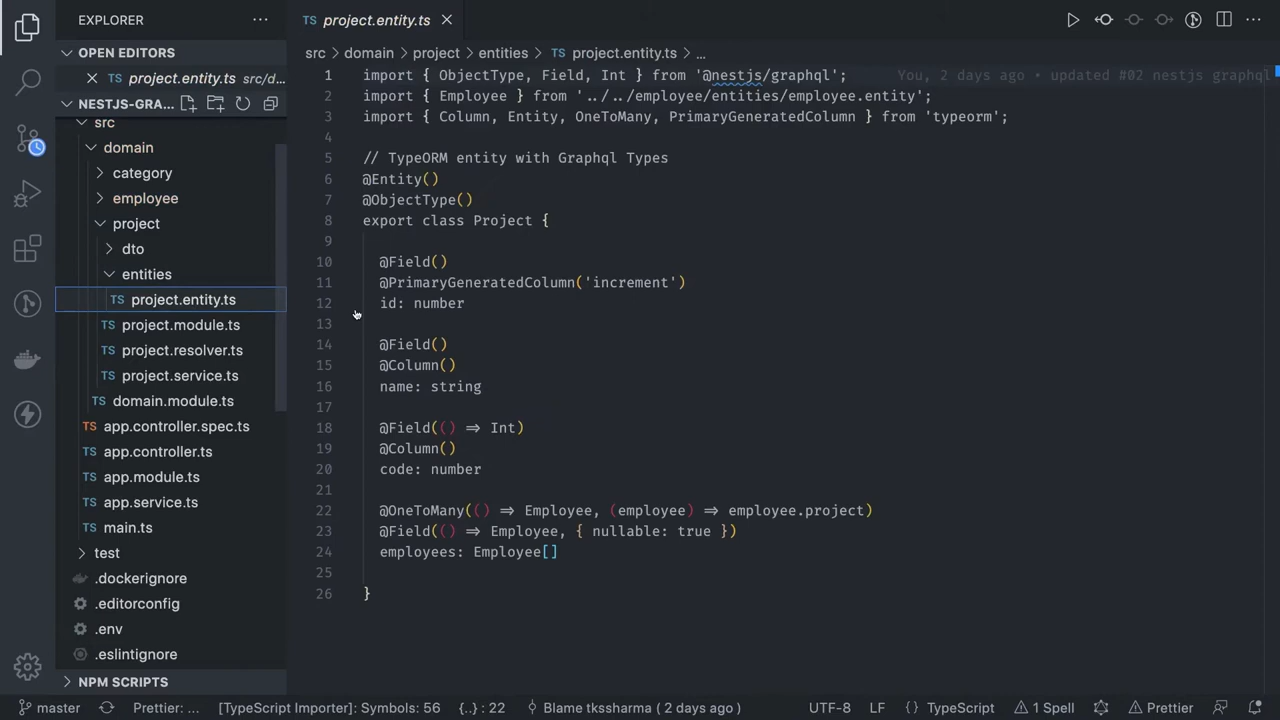 EXPLORER
project.entity.ts
OPEN EDITORS
project.entity.ts src/d...
NESTJS-GRA...
src
domain
category
employee
project
dto
entities
project.entity.ts
project.module.ts
project.resolver.ts
project.service.ts
domain.module.ts
app.controller.spec.ts
app.controller.ts
app.module.ts
app.service.ts
main.ts
test
.dockerignore
.editorconfig
.env
.eslintignore
NPM SCRIPTS
src > domain > project > entities > TS project.entity.ts > ...
1 import { ObjectType, Field, Int } from '@nestjs/graphql'; You, 2 days ago • updated #02 nestjs graphql
2 import { Employee } from '../../employee/entities/employee.entity';
3 import { Column, Entity, OneToMany, PrimaryGeneratedColumn } from 'typeorm';
4
5 // TypeORM entity with Graphql Types
6 @Entity()
7 @ObjectType()
8 export class Project {
9
10 @Field()
11 @PrimaryGeneratedColumn('increment')
12 id: number
13
14 @Field()
15 @Column()
16 name: string
17
18 @Field(() => Int)
19 @Column()
20 code: number
21
22 @OneToMany(() => Employee, (employee) => employee.project)
23 @Field(() => Employee, { nullable: true })
24 employees: Employee[]
25
26 }
master Prettier: ... [TypeScript Importer]: Symbols: 56 {..} : 22 Blame tkssharma ( 2 days ago ) UTF-8 LF {} TypeScript 1 Spell Prettier